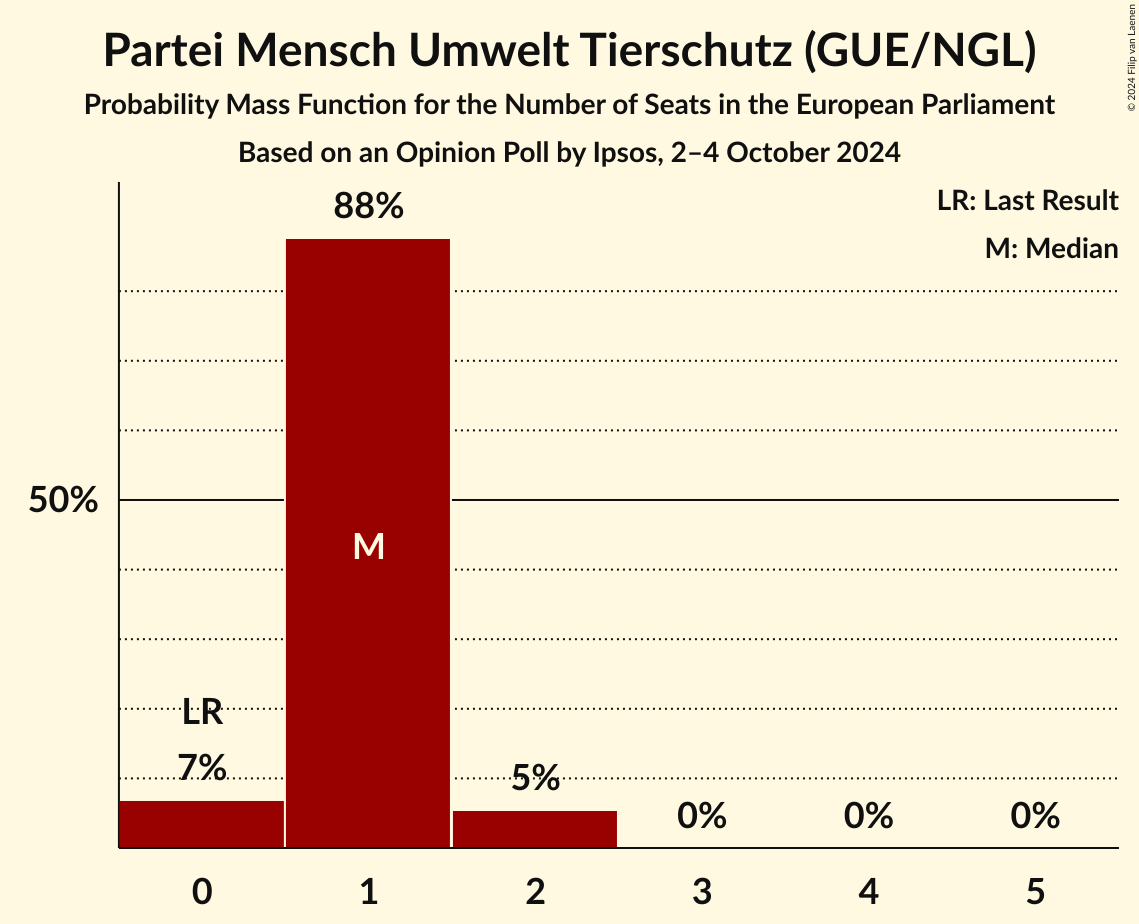 Partei Mensch Umwelt Tierschutz (GUE/NGL)
Probability Mass Function for the Number of Seats in the European Parliament
Based on an Opinion Poll by Ipsos, 2–4 October 2024
© 2024 Filip van Laenen
LR: Last Result
M: Median
88%
50%
M
LR
7%
5%
0%
0%
0%
0
1
2
3
4
5